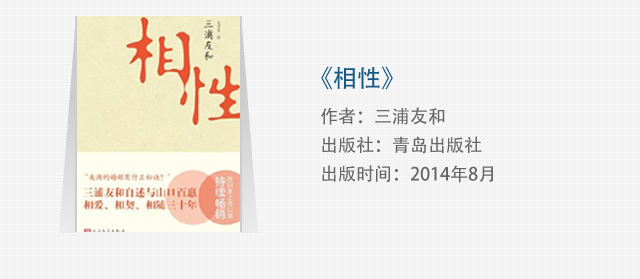 相性
三浦友和
“美满的婚姻有什么秘诀？”
三浦友和自述与山口百惠
相爱、相契、相随三十年
持续畅销
《相性》
作者：三浦友和
出版社：青岛出版社
出版时间：2014年8月